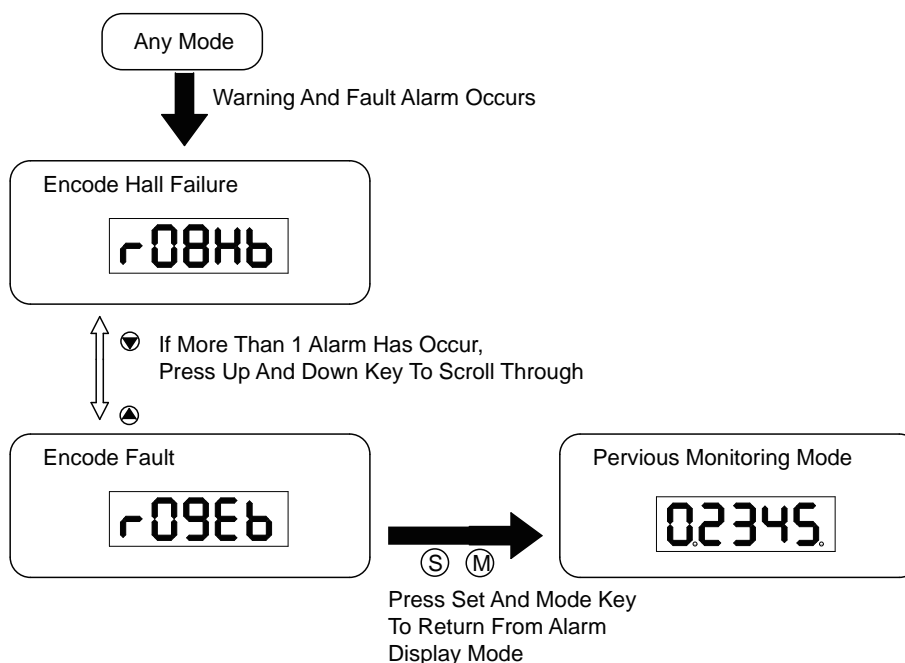 Any Mode
Warning And Fault Alarm Occurs
Encode Hall Failure
r08Hb
If More Than 1 Alarm Has Occur,
Press Up And Down Key To Scroll Through
Encode Fault
r09Eb
Pervious Monitoring Mode
0.2345.
S M
Press Set And Mode Key
To Return From Alarm
Display Mode